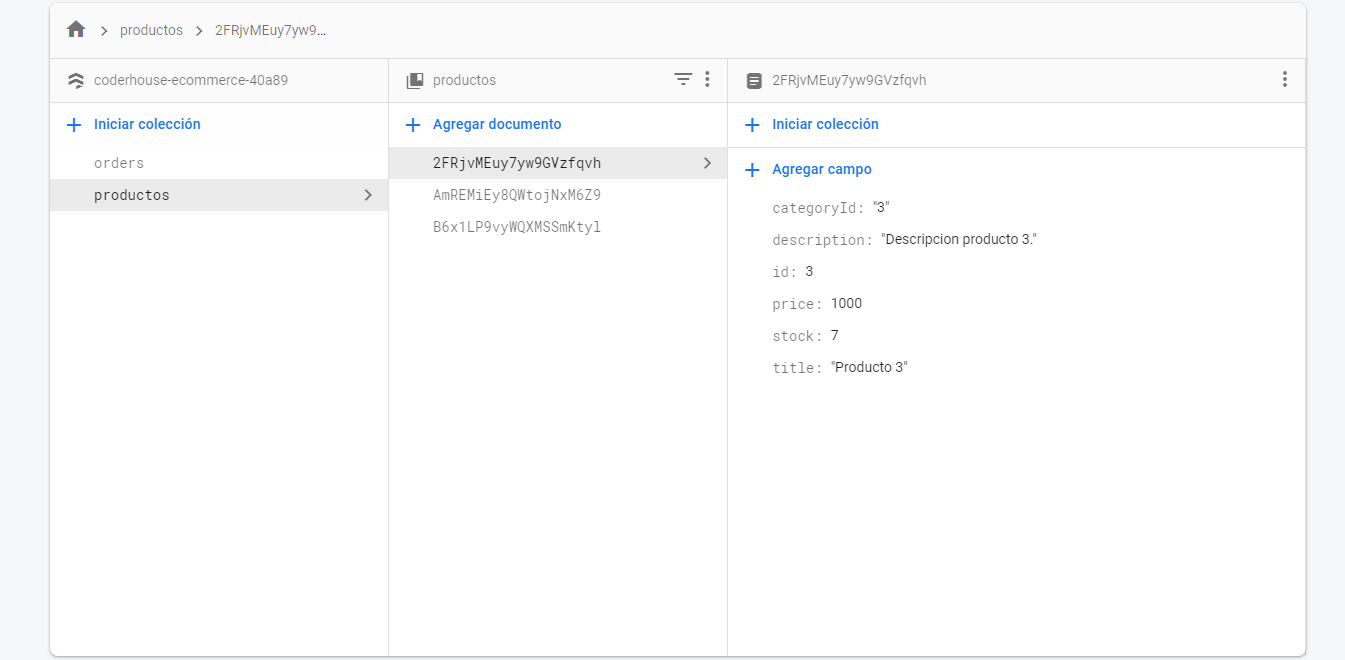 productos
2FRjvMEuy7yw9...
coderhouse-ecommerce-40a89
Iniciar colección
orders
productos
productos
Agregar documento
2FRjvMEuy7yw9GVzfqvh
AmREMiEy8QWtojNxM6Z9
B6x1LP9vyWQXMSSmKtyl
2FRjvMEuy7yw9GVzfqvh
Iniciar colección
Agregar campo
categoryId: "3"
description: "Descripcion producto 3."
id: 3
price: 1000
stock: 7
title: "Producto 3"